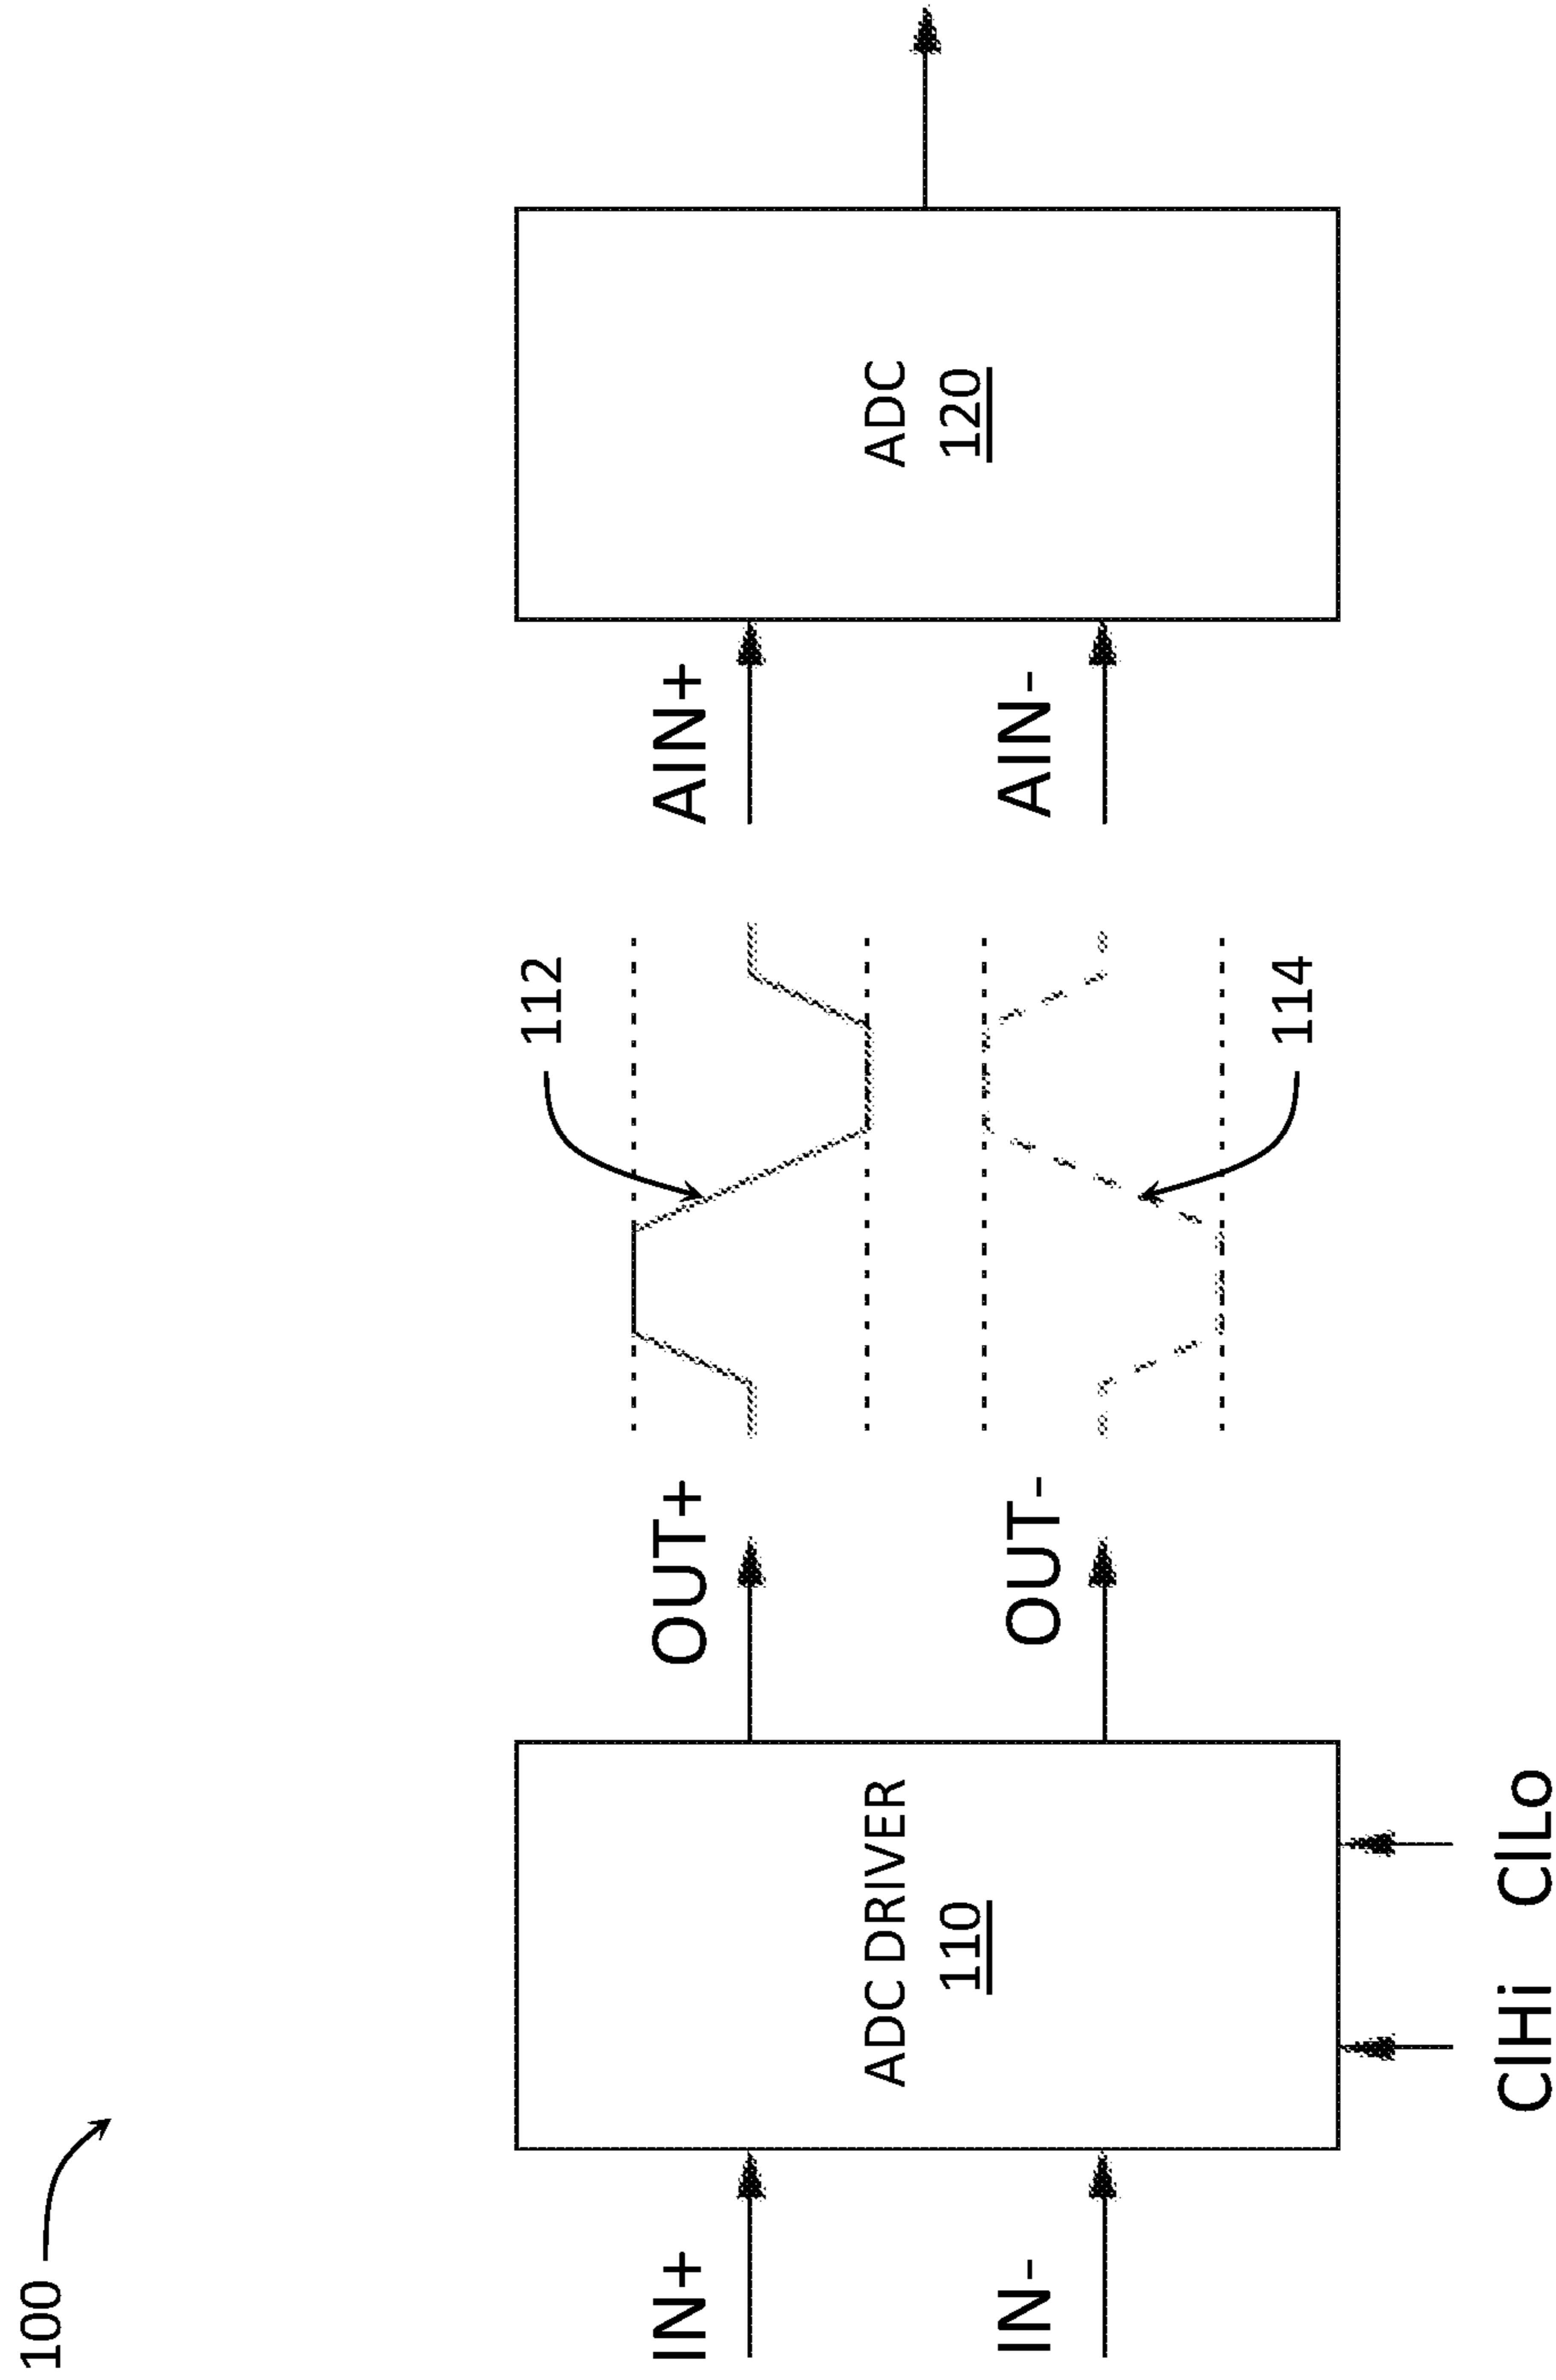 100
IN+
IN-
ADC DRIVER
110
ClHi
ClLo
OUT+
OUT-
112
114
AIN+
AIN-
ADC
120